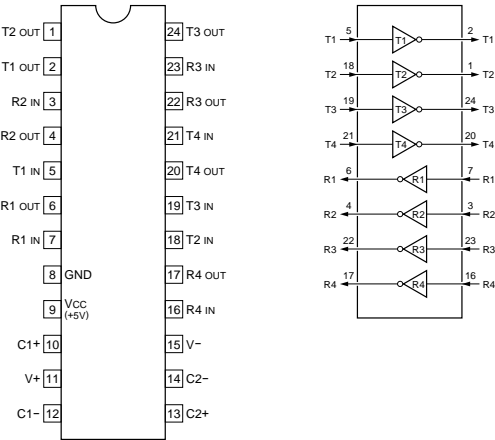 T2 OUT 1 24 T3 OUT
T1 OUT 2 23 R3 IN
R2 IN 3 22 R3 OUT
R2 OUT 4 21 T4 IN
T1 IN 5 20 T4 OUT
R1 OUT 6 19 T3 IN
R1 IN 7 18 T2 IN
8 GND 17 R4 OUT
9 VCC 16 R4 IN
(+5V)
C1+ 10 15 V−
V+ 11 14 C2−
C1− 12 13 C2+
T1 5 T1 2 T1
T2 18 T2 1 T2
T3 19 T3 24 T3
T4 21 T4 20 T4
R1 6 R1 7 R1
R2 4 R2 3 R2
R3 22 R3 23 R3
R4 17 R4 16 R4